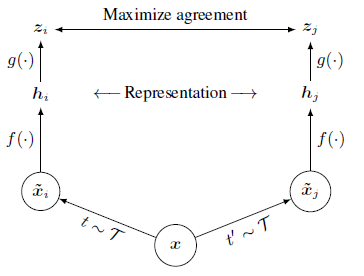 Maximize agreement
z_i z_j
g(·) g(·)
h_i ⟵ Representation ⟶ h_j
f(·) f(·)
x̃_i x̃_j
t ∼ 𝒯 t′ ∼ 𝒯
x